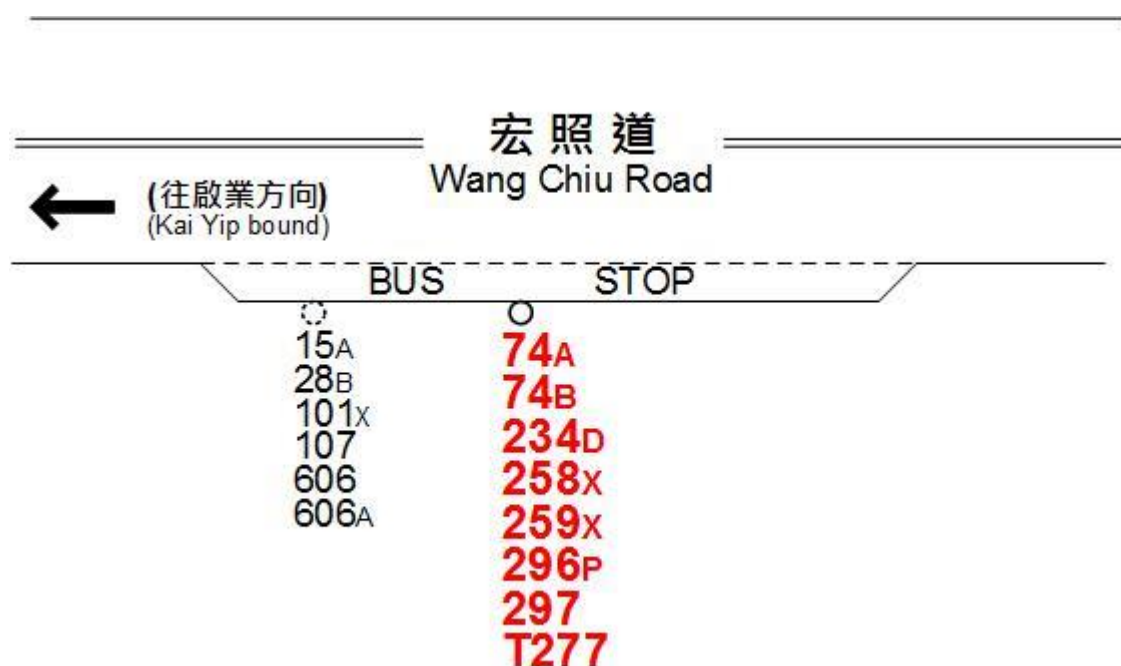 宏照道
Wang Chiu Road
(往啟業方向)
(Kai Yip bound)
BUS STOP
15A
28B
101X
107
606
606A
74A
74B
234D
258X
259X
296P
297
T277